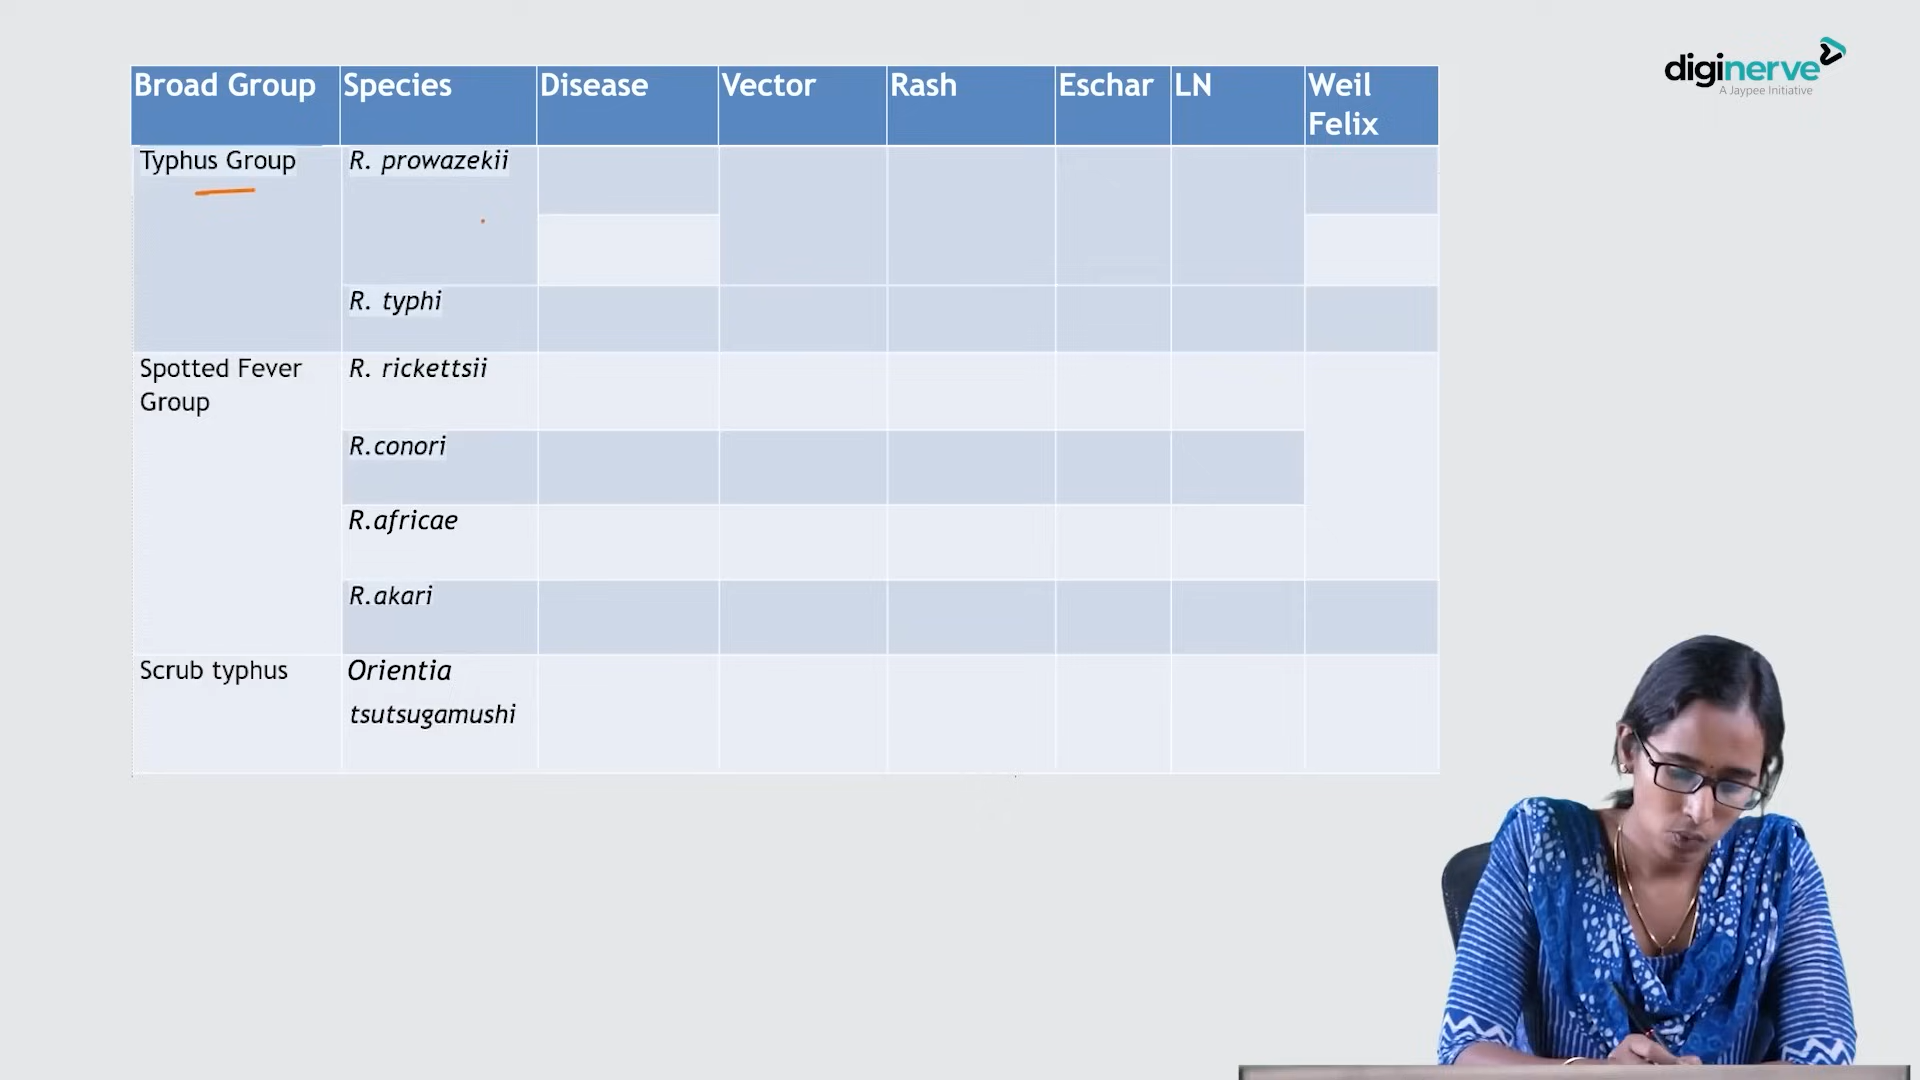 diginerve
A Jaypee Initiative
Broad Group Species Disease Vector Rash Eschar LN Weil
Felix
Typhus Group R. prowazekii
R. typhi
Spotted Fever R. rickettsii
Group
R.conori
R.africae
R.akari
Scrub typhus Orientia
tsutsugamushi